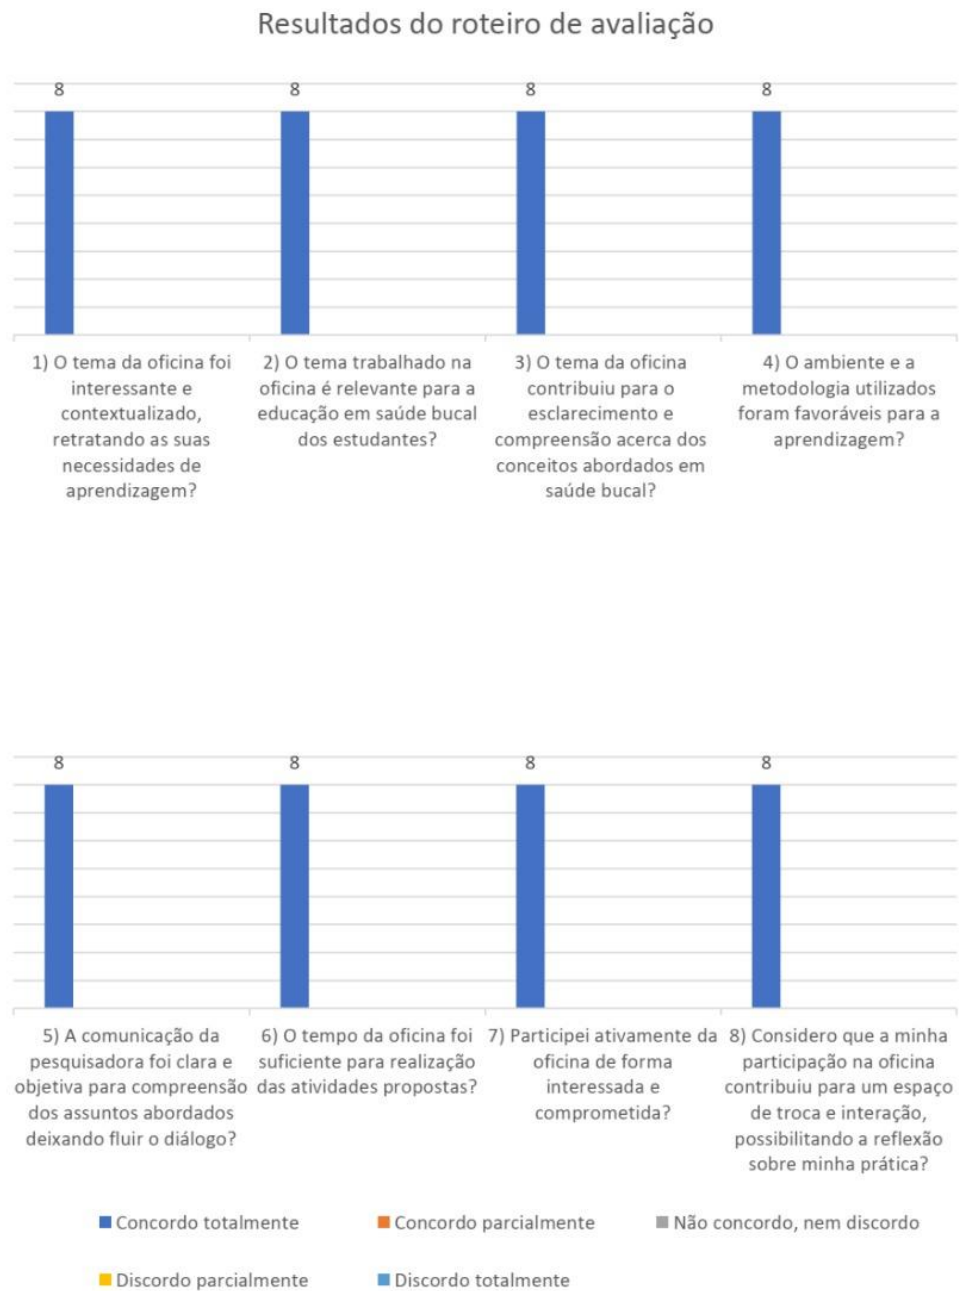 Resultados do roteiro de avaliação
8 8 8 8
1) O tema da oficina foi
interessante e
contextualizado,
retratando as suas
necessidades de
aprendizagem?
2) O tema trabalhado na
oficina é relevante para a
educação em saúde bucal
dos estudantes?
3) O tema da oficina
contribuiu para o
esclarecimento e
compreensão acerca dos
conceitos abordados em
saúde bucal?
4) O ambiente e a
metodologia utilizados
foram favoráveis para a
aprendizagem?
8 8 8 8
5) A comunicação da
pesquisadora foi clara e
objetiva para compreensão
dos assuntos abordados
deixando fluir o diálogo?
6) O tempo da oficina foi
suficiente para realização
das atividades propostas?
7) Participei ativamente da
oficina de forma
interessada e
comprometida?
8) Considero que a minha
participação na oficina
contribuiu para um espaço
de troca e interação,
possibilitando a reflexão
sobre minha prática?
Concordo totalmente
Concordo parcialmente
Não concordo, nem discordo
Discordo parcialmente
Discordo totalmente